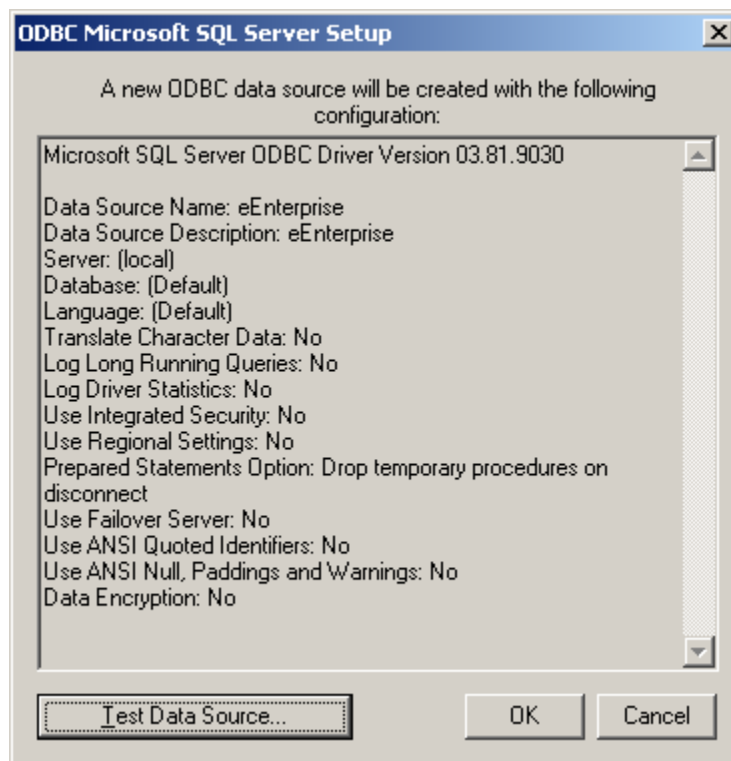 ODBC Microsoft SQL Server Setup
A new ODBC data source will be created with the following
configuration:
Microsoft SQL Server ODBC Driver Version 03.81.9030
Data Source Name: eEnterprise
Data Source Description: eEnterprise
Server: (local)
Database: (Default)
Language: (Default)
Translate Character Data: No
Log Long Running Queries: No
Log Driver Statistics: No
Use Integrated Security: No
Use Regional Settings: No
Prepared Statements Option: Drop temporary procedures on
disconnect
Use Failover Server: No
Use ANSI Quoted Identifiers: No
Use ANSI Null, Paddings and Warnings: No
Data Encryption: No
Test Data Source...
OK
Cancel